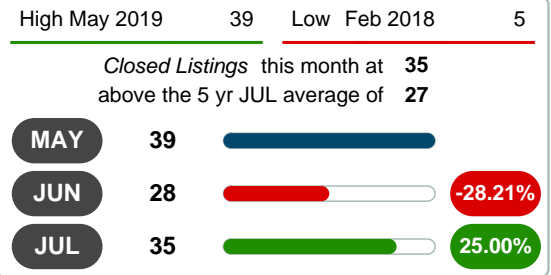 High May 2019 39 Low Feb 2018 5
Closed Listings this month at 35
above the 5 yr JUL average of 27
MAY 39
JUN 28 -28.21%
JUL 35 25.00%